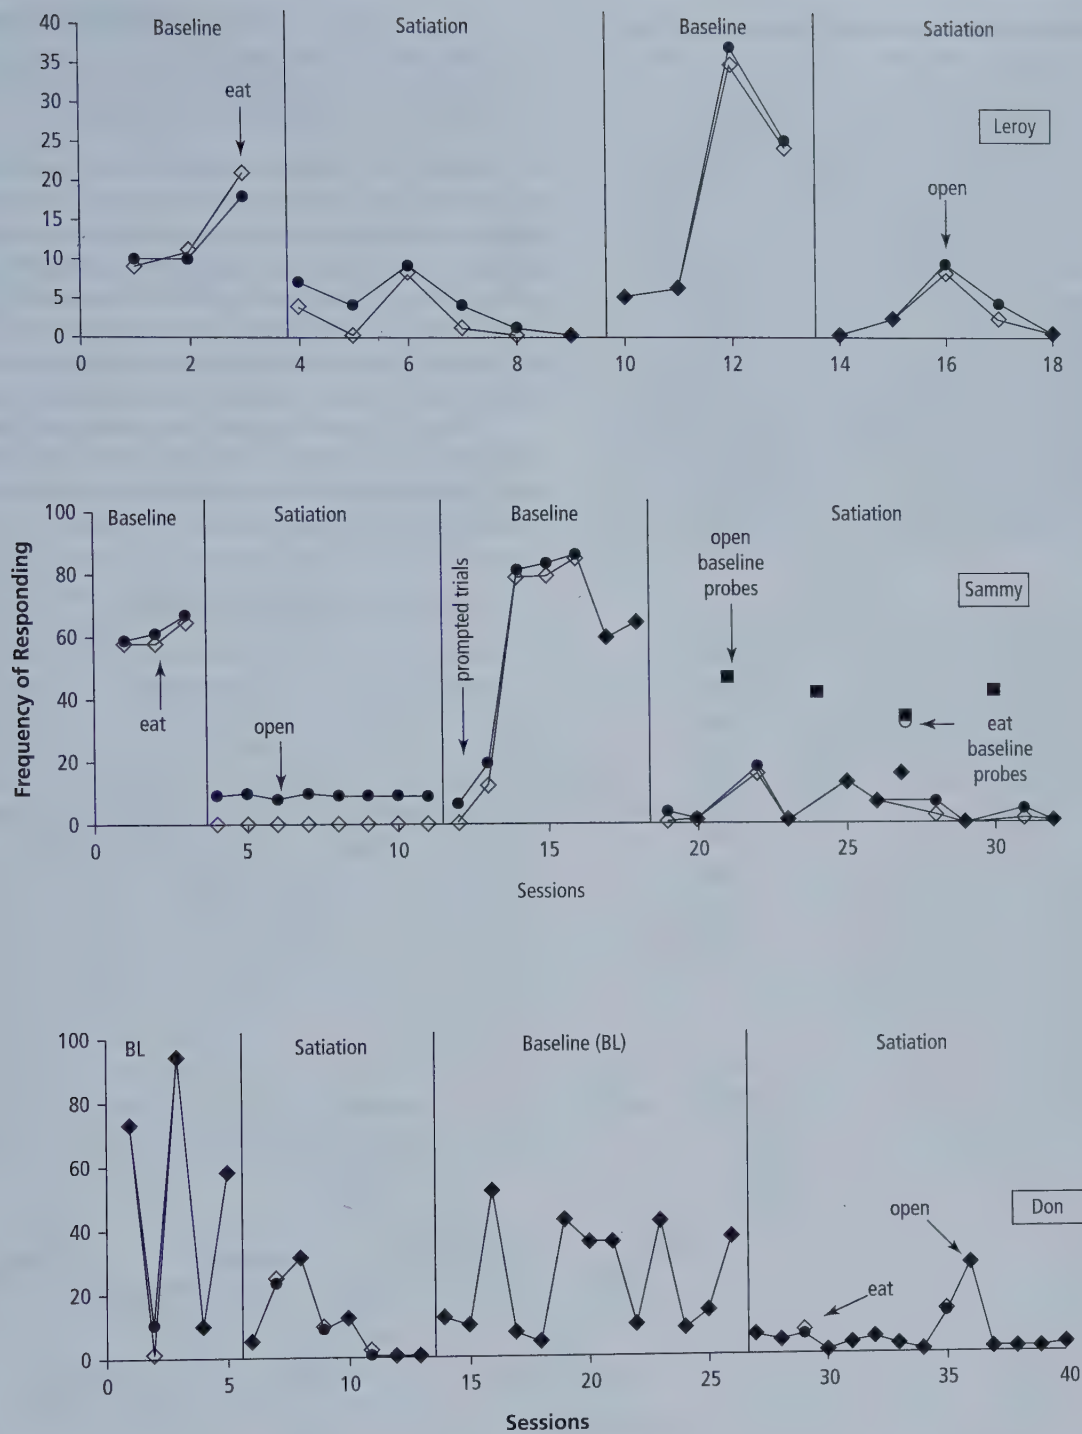 Baseline
Satiation
Baseline
Satiation
40
35
30
25
20
15
10
5
0
eat
open
Leroy
0
2
4
6
8
10
12
14
16
18
Frequency of Responding
Baseline
Satiation
Baseline
Satiation
100
80
60
40
20
0
eat
open
prompted trials
open
baseline
probes
Sammy
eat
baseline
probes
0
5
10
15
20
25
30
Sessions
BL
Satiation
Baseline (BL)
Satiation
100
80
60
40
20
0
open
Don
eat
0
5
10
15
20
25
30
35
40
Sessions